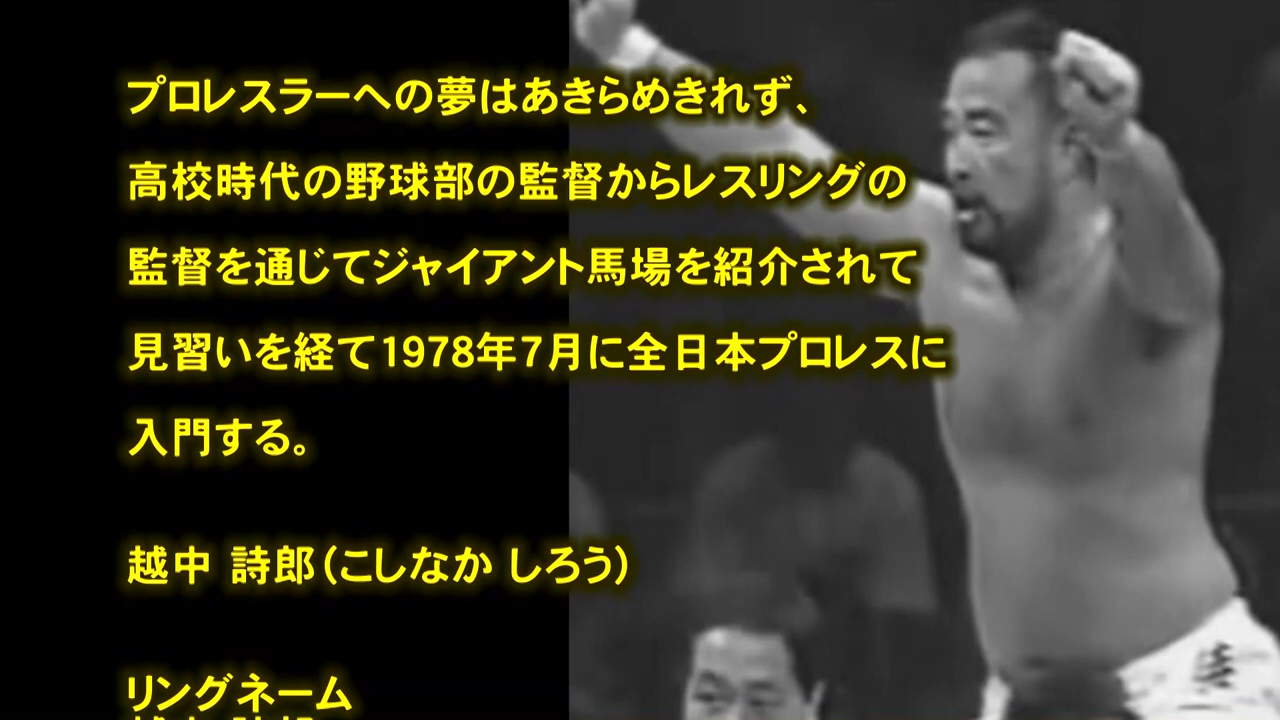 プロレスラーへの夢はあきらめきれず、
高校時代の野球部の監督からレスリングの
監督を通じてジャイアント馬場を紹介されて
見習いを経て1978年7月に全日本プロレスに
入門する。
越中 詩郎（こしなか しろう）
リングネーム